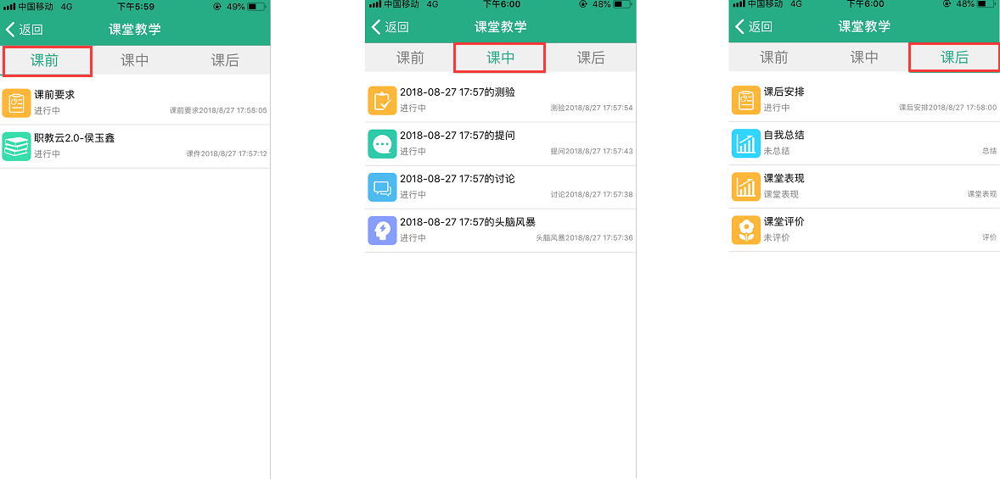 中国移动 4G 下午5:59 49%
返回 课堂教学
课前 课中 课后
课前要求
进行中 课前要求2018/8/27 17:58:05
职教云2.0-侯玉鑫
进行中 课件2018/8/27 17:57:12
中国移动 4G 下午6:00 48%
返回 课堂教学
课前 课中 课后
2018-08-27 17:57的测验
进行中 测验2018/8/27 17:57:54
2018-08-27 17:57的提问
进行中 提问2018/8/27 17:57:43
2018-08-27 17:57的讨论
进行中 讨论2018/8/27 17:57:38
2018-08-27 17:57的头脑风暴
进行中 头脑风暴2018/8/27 17:57:36
中国移动 4G 下午6:00 48%
返回 课堂教学
课前 课中 课后
课后安排
进行中 课后安排2018/8/27 17:58:00
自我总结
未总结 总结
课堂表现
课堂表现 课堂表现
课堂评价
未评价 评价